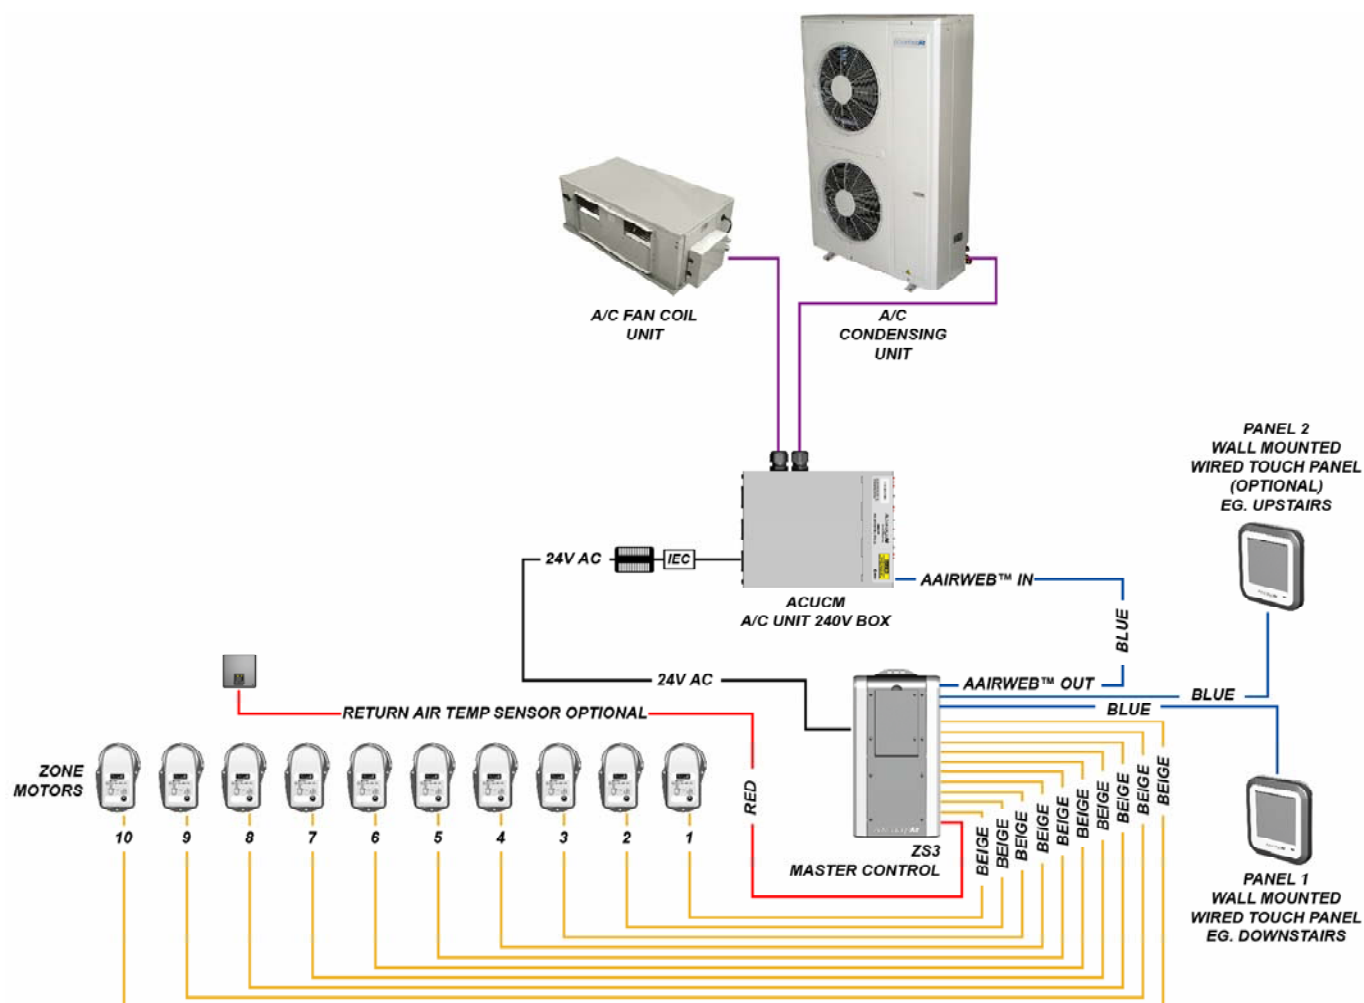 A/C FAN COIL
UNIT
A/C
CONDENSING
UNIT
PANEL 2
WALL MOUNTED
WIRED TOUCH PANEL
(OPTIONAL)
EG. UPSTAIRS
24V AC
IEC
AAIRWEB™ IN
ACUCM
A/C UNIT 240V BOX
BLUE
24V AC
AAIRWEB™ OUT
BLUE
BLUE
RETURN AIR TEMP SENSOR OPTIONAL
ZONE
MOTORS
RED
BEIGE
BEIGE
BEIGE
BEIGE
BEIGE
BEIGE
BEIGE
BEIGE
BEIGE
BEIGE
10
9
8
7
6
5
4
3
2
1
ZS3
MASTER CONTROL
PANEL 1
WALL MOUNTED
WIRED TOUCH PANEL
EG. DOWNSTAIRS